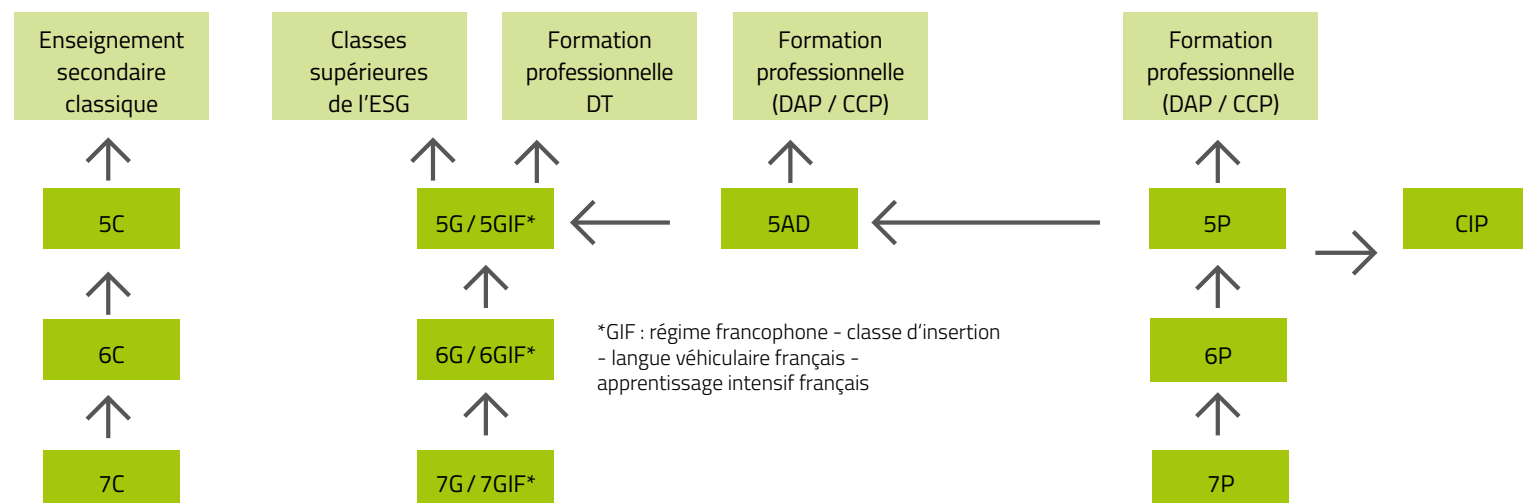 Enseignement
secondaire
classique
Classes
supérieures
de l'ESG
Formation
professionnelle
DT
Formation
professionnelle
(DAP / CCP)
Formation
professionnelle
(DAP / CCP)
5C
5G / 5GIF*
5AD
5P
CIP
6C
6G / 6GIF*
*GIF : régime francophone - classe d‘insertion
- langue véhiculaire français -
apprentissage intensif français
6P
7C
7G / 7GIF*
7P